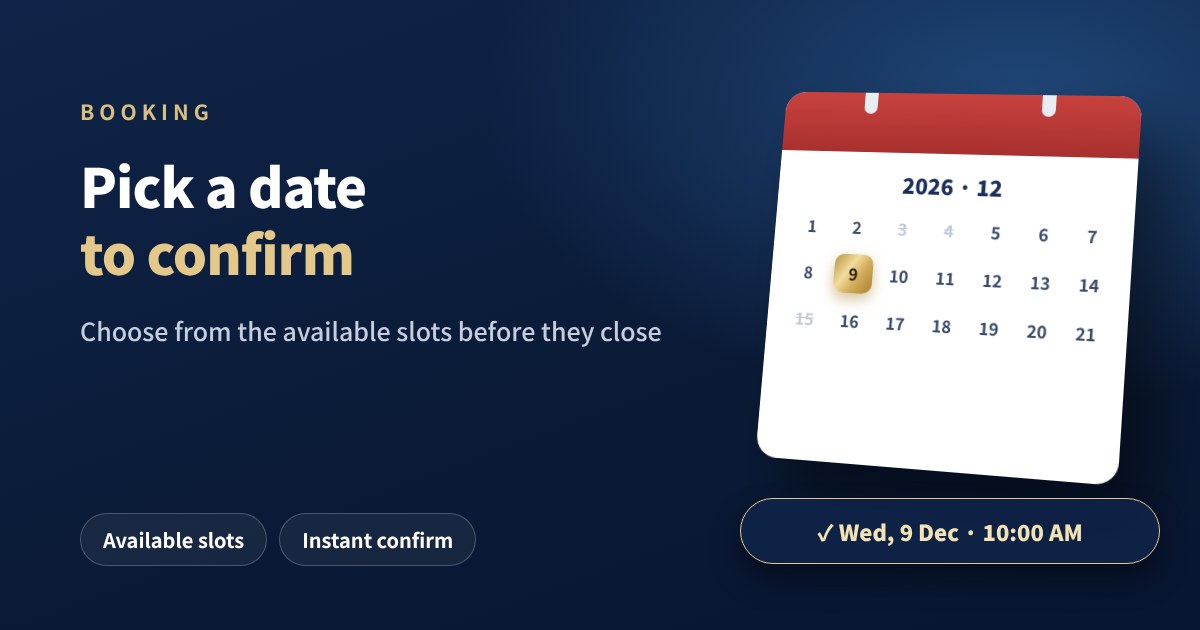 BOOKING
Pick a date
to confirm
Choose from the available slots before they close
Available slots
Instant confirm
2026 · 12
1 2 3 4 5 6 7
8 9 10 11 12 13 14
15 16 17 18 19 20 21
✓ Wed, 9 Dec · 10:00 AM